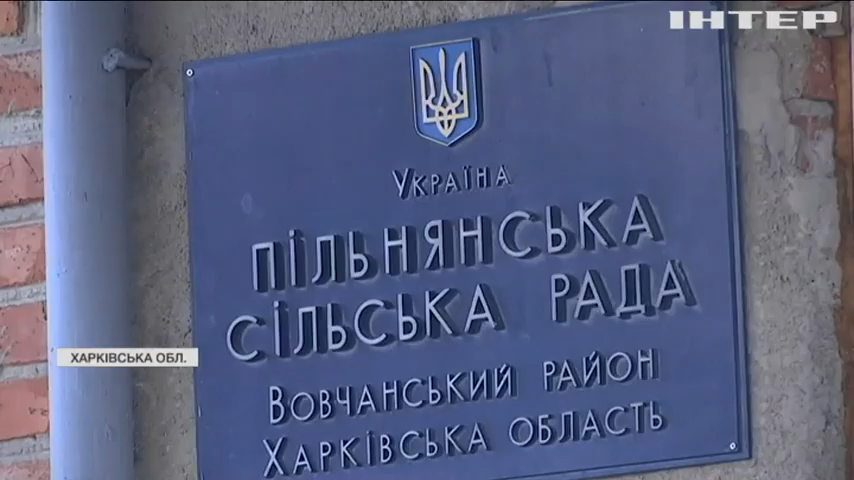 ІНТЕР
УКРАЇНА
ПІЛЬНЯНСЬКА
СІЛЬСЬКА РАДА
ВОВЧАНСЬКИЙ РАЙОН
ХАРКІВСЬКА ОБЛАСТЬ
ХАРКІВСЬКА ОБЛ.